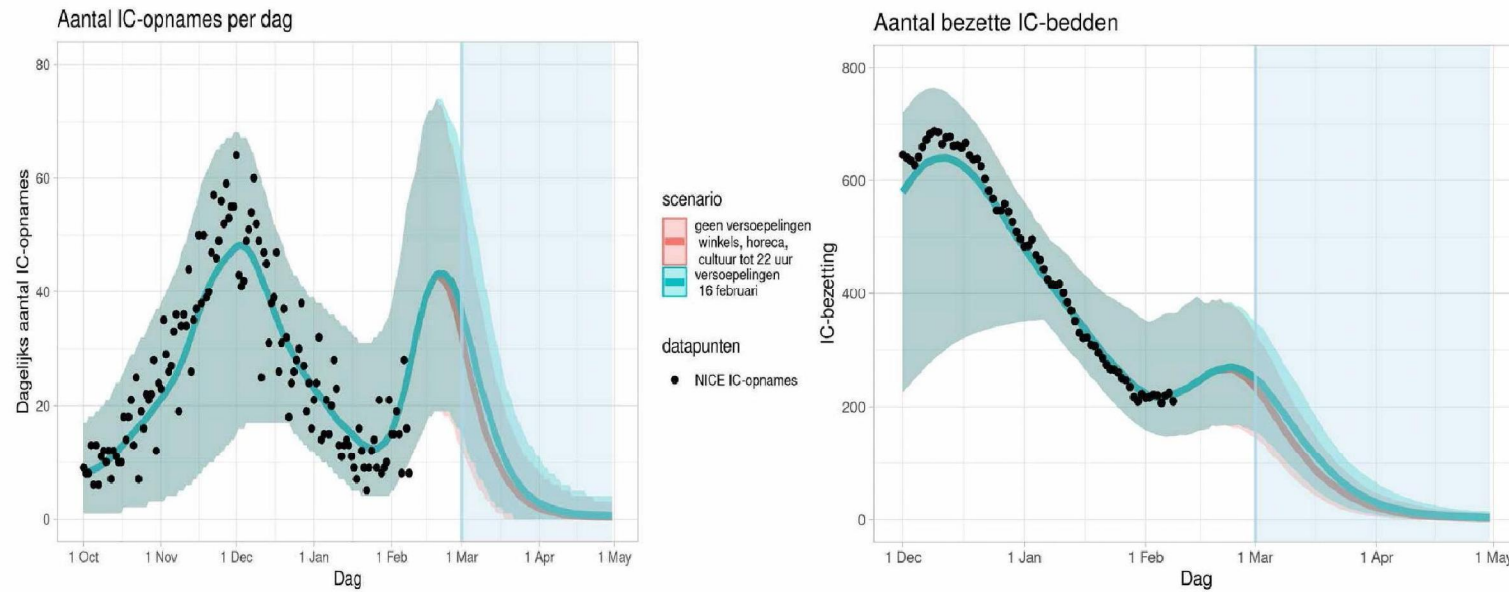 Aantal IC-opnames per dag
80
60
40
20
0
Dagelijks aantal IC-opnames
1 Oct
1 Nov
1 Dec
1 Jan
1 Feb
1 Mar
1 Apr
1 May
Dag
scenario
geen versoepelingen
winkels, horeca,
cultuur tot 22 uur
versoepelingen
16 februari
datapunten
NICE IC-opnames
Aantal bezette IC-bedden
800
600
400
200
0
IC-bezetting
1 Dec
1 Jan
1 Feb
1 Mar
1 Apr
1 May
Dag